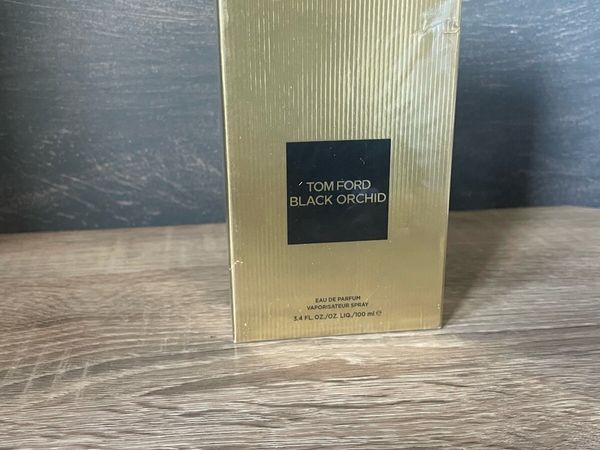 TOM FORD
BLACK ORCHID
EAU DE PARFUM
VAPORISATEUR SPRAY
3.4 FL. OZ./OZ. LIQ./100 ml ℮